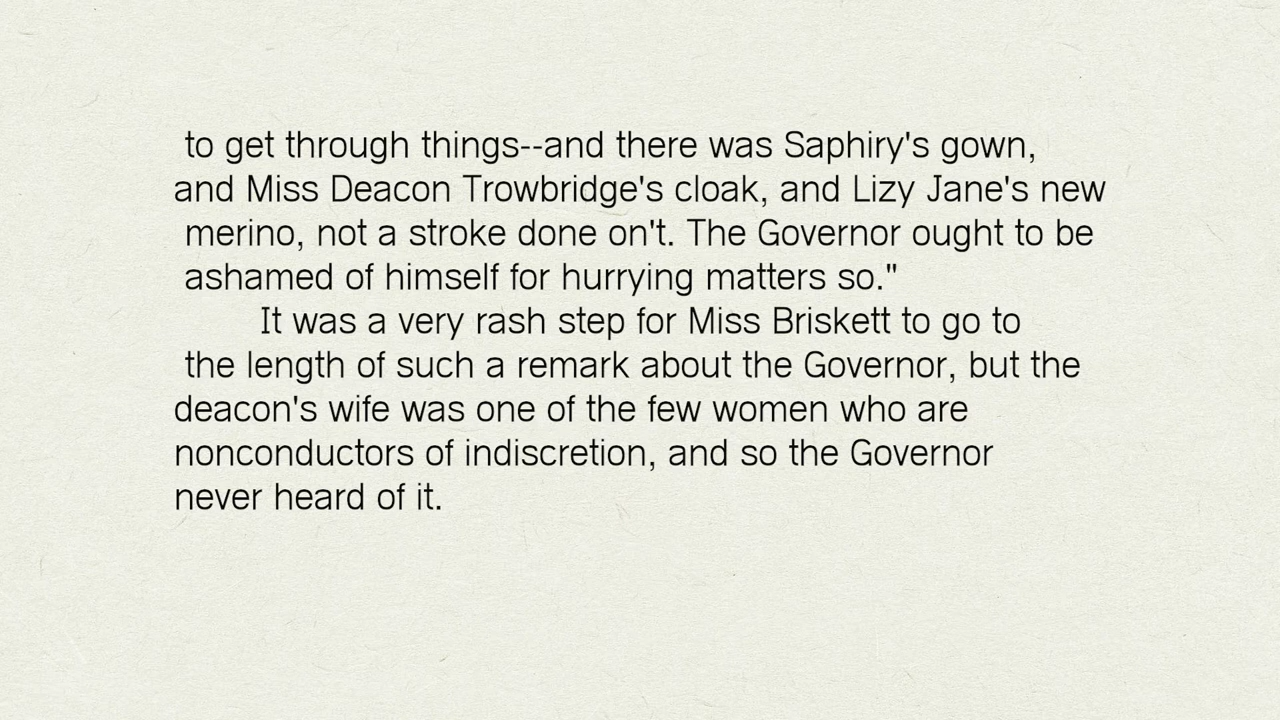 to get through things--and there was Saphiry's gown,
and Miss Deacon Trowbridge's cloak, and Lizy Jane's new
merino, not a stroke done on't. The Governor ought to be
ashamed of himself for hurrying matters so."
It was a very rash step for Miss Briskett to go to
the length of such a remark about the Governor, but the
deacon's wife was one of the few women who are
nonconductors of indiscretion, and so the Governor
never heard of it.